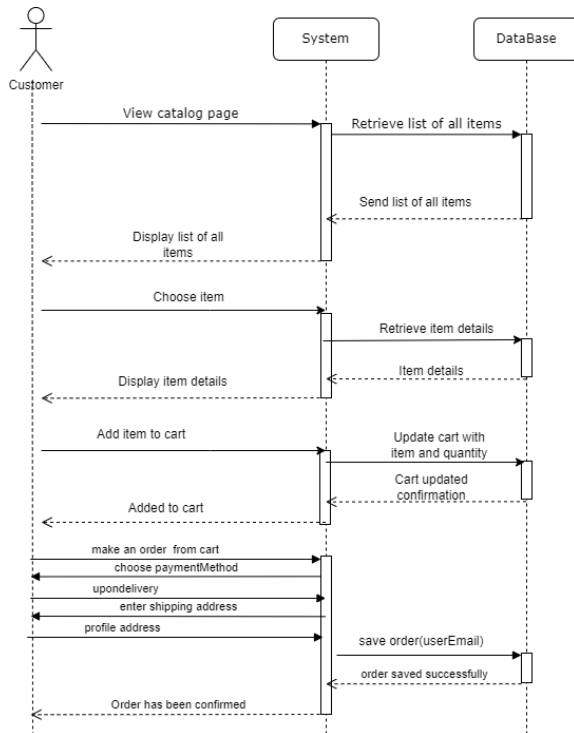 System
DataBase
Customer
View catalog page
Retrieve list of all items
Send list of all items
Display list of all
items
Choose item
Retrieve item details
Item details
Display item details
Add item to cart
Update cart with
item and quantity
Cart updated
confirmation
Added to cart
make an order from cart
choose paymentMethod
upondelivery
enter shipping address
profile address
save order(userEmail)
order saved successfully
Order has been confirmed